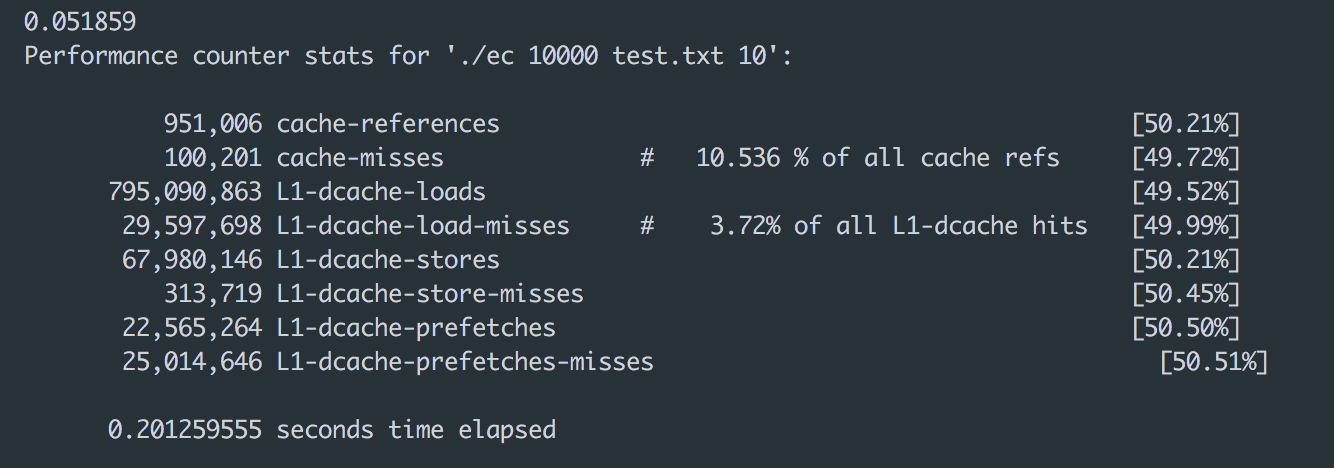 0.051859
Performance counter stats for './ec 10000 test.txt 10':
951,006 cache-references [50.21%]
100,201 cache-misses # 10.536 % of all cache refs [49.72%]
795,090,863 L1-dcache-loads [49.52%]
29,597,698 L1-dcache-load-misses # 3.72% of all L1-dcache hits [49.99%]
67,980,146 L1-dcache-stores [50.21%]
313,719 L1-dcache-store-misses [50.45%]
22,565,264 L1-dcache-prefetches [50.50%]
25,014,646 L1-dcache-prefetches-misses [50.51%]
0.201259555 seconds time elapsed